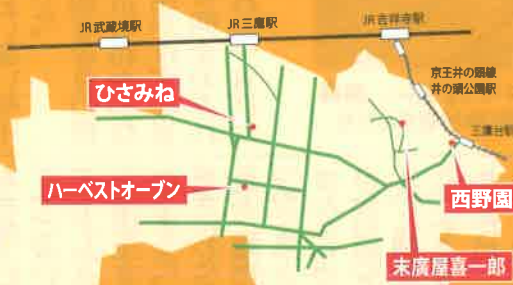 JR武蔵境駅
JR三鷹駅
JR吉祥寺駅
京王井の頭線
井の頭公園駅
三鷹台駅
ひさみね
ハーベストオーブン
西野園
末廣屋喜一郎